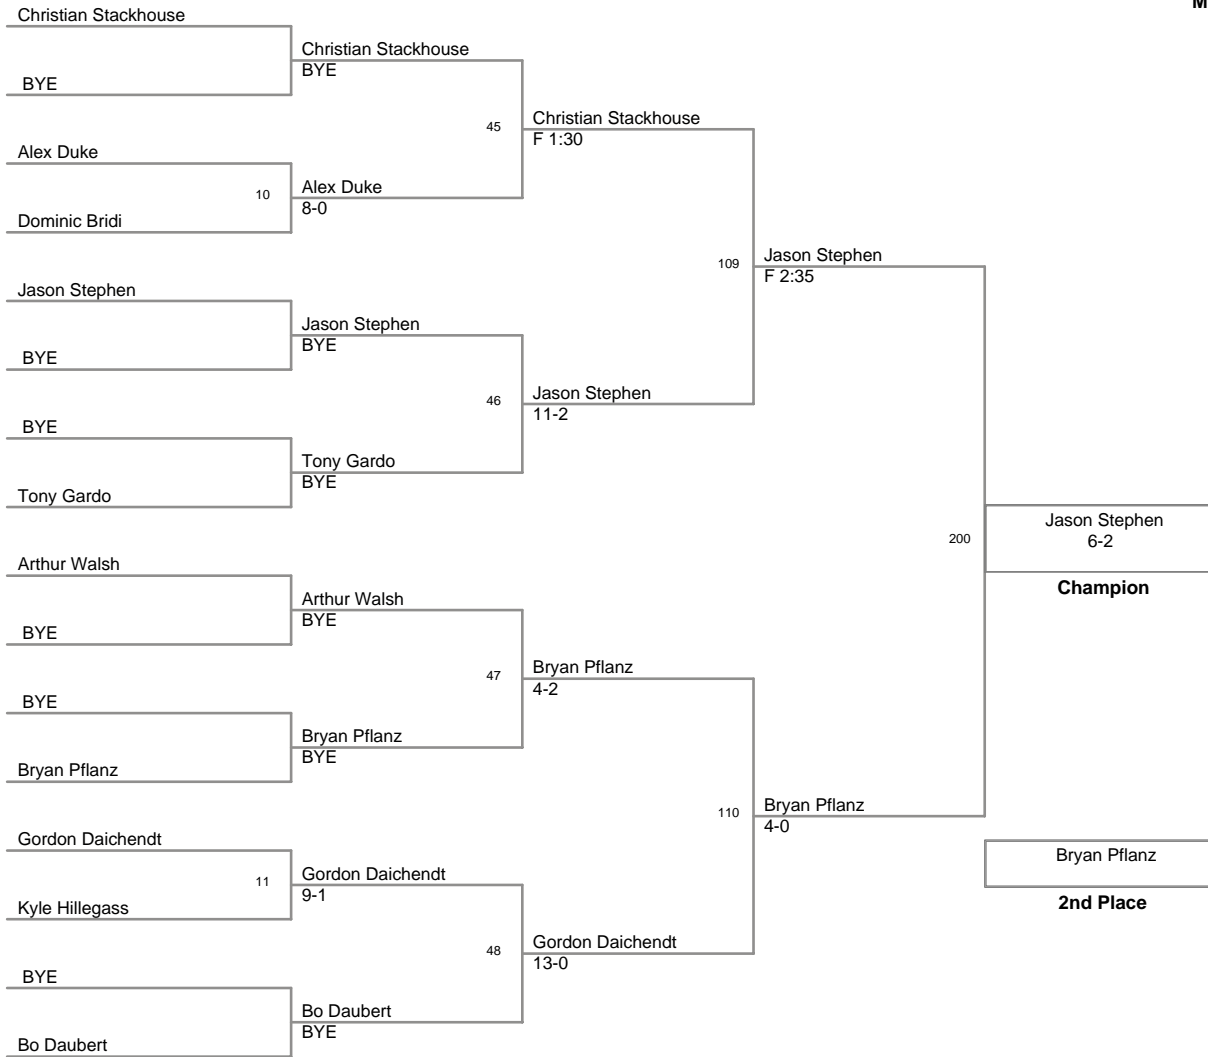 M
Christian Stackhouse
BYE
Alex Duke
Dominic Bridi
Jason Stephen
BYE
BYE
Tony Gardo
Arthur Walsh
BYE
BYE
Bryan Pflanz
Gordon Daichendt
Kyle Hillegass
BYE
Bo Daubert
10
11
Christian Stackhouse
BYE
Alex Duke
8-0
Jason Stephen
BYE
Tony Gardo
BYE
Arthur Walsh
BYE
Bryan Pflanz
BYE
Gordon Daichendt
9-1
Bo Daubert
BYE
45
46
47
48
Christian Stackhouse
F 1:30
Jason Stephen
11-2
Bryan Pflanz
4-2
Gordon Daichendt
13-0
109
110
Jason Stephen
F 2:35
Bryan Pflanz
4-0
200
Jason Stephen
6-2
Champion
Bryan Pflanz
2nd Place